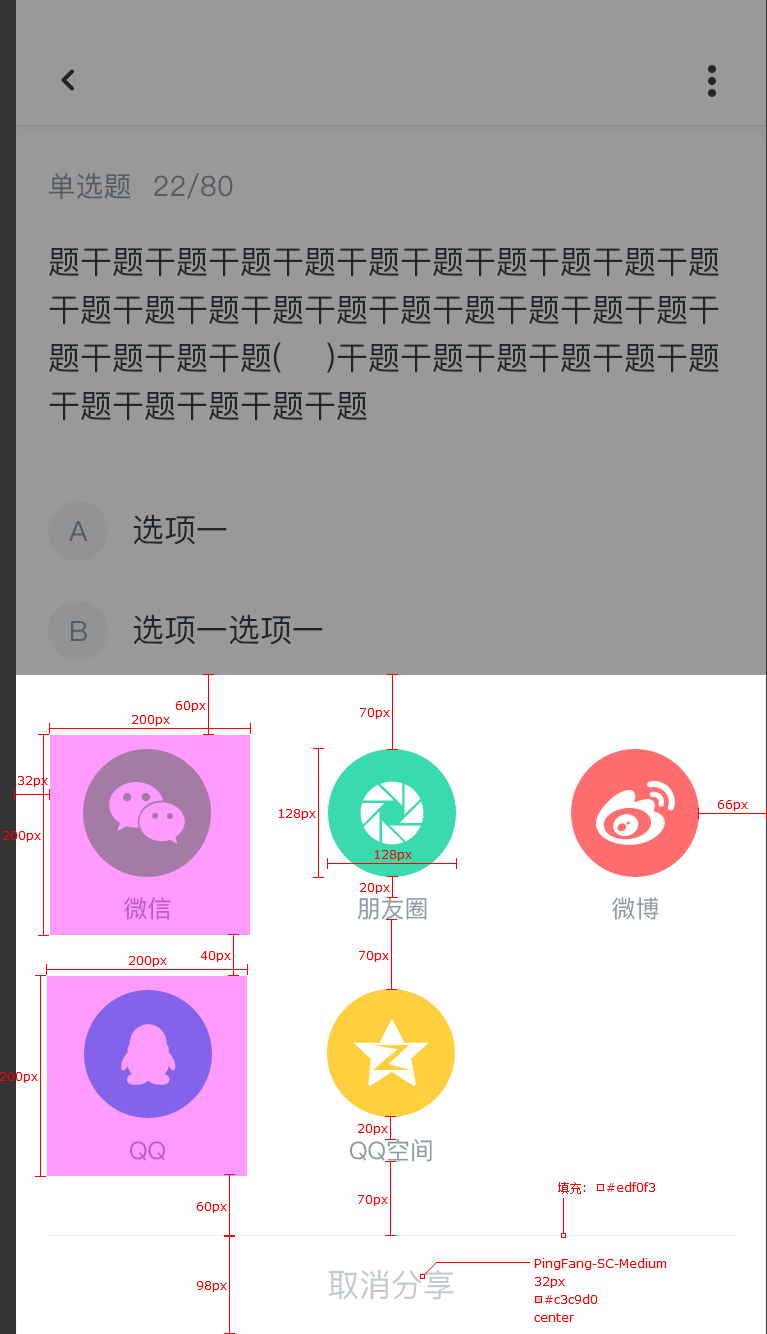 单选题 22/80
题干题干题干题干题干题干题干题干题干题干题
干题干题干题干题干题干题干题干题干题干题干
题干题干题干题(    )干题干题干题干题干题干题
干题干题干题干题干题
A 选项一
B 选项一选项一
60px
70px
200px
32px
66px
128px
200px
128px
20px
微信
朋友圈
微博
200px
40px
70px
200px
20px
QQ
QQ空间
填充: #edf0f3
70px
60px
PingFang-SC-Medium
32px
#c3c9d0
center
98px
取消分享